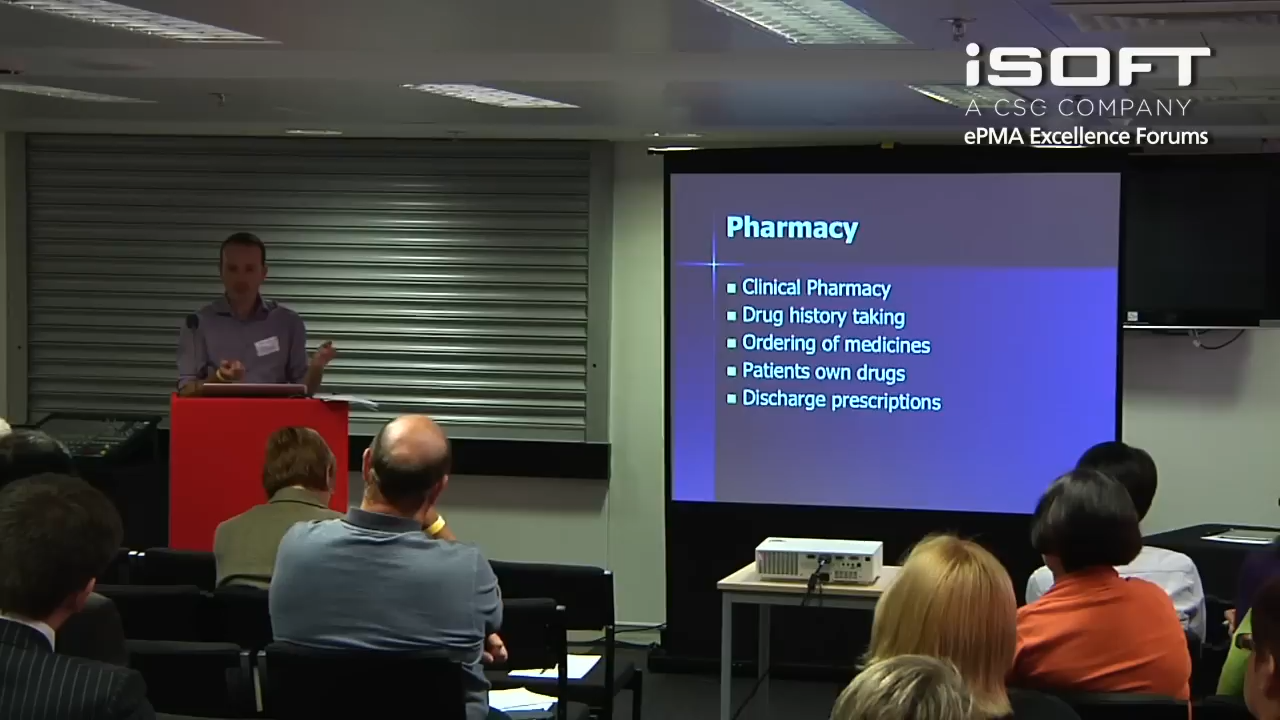 iSOFT
A CSC COMPANY
ePMA Excellence Forums
Pharmacy
Clinical Pharmacy
Drug history taking
Ordering of medicines
Patients own drugs
Discharge prescriptions